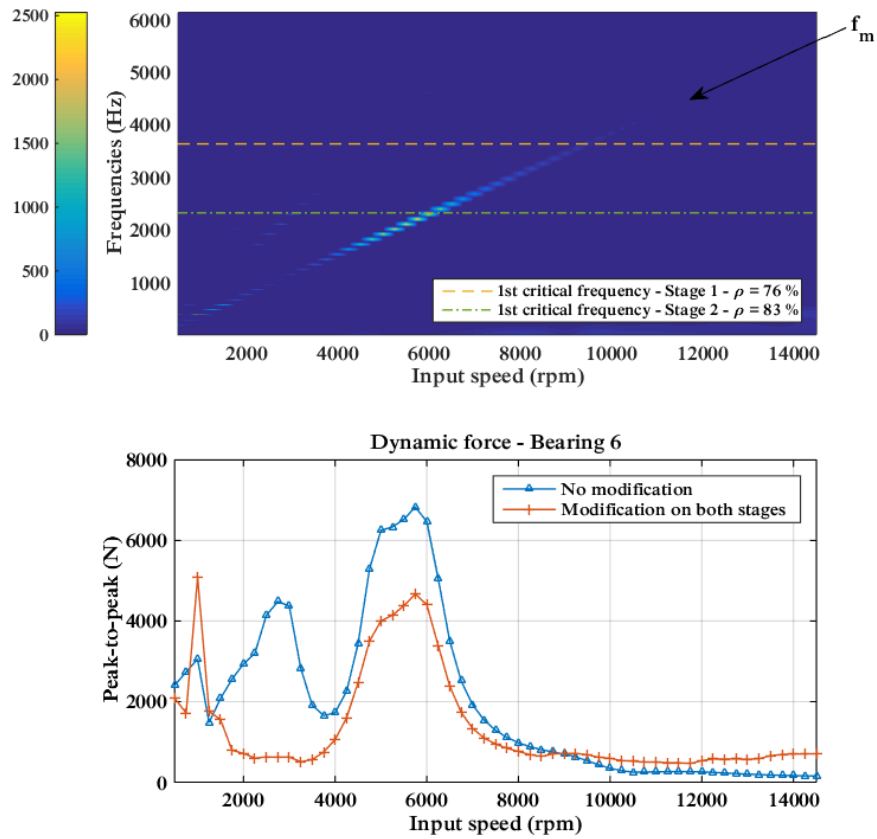 2500
2000
1500
1000
500
0
Frequencies (Hz)
6000
5000
4000
3000
2000
1000
f_m
1st critical frequency - Stage 1 - ρ = 76 %
1st critical frequency - Stage 2 - ρ = 83 %
2000 4000 6000 8000 10000 12000 14000
Input speed (rpm)
Dynamic force - Bearing 6
Peak-to-peak (N)
8000
6000
4000
2000
0
No modification
Modification on both stages
2000 4000 6000 8000 10000 12000 14000
Input speed (rpm)